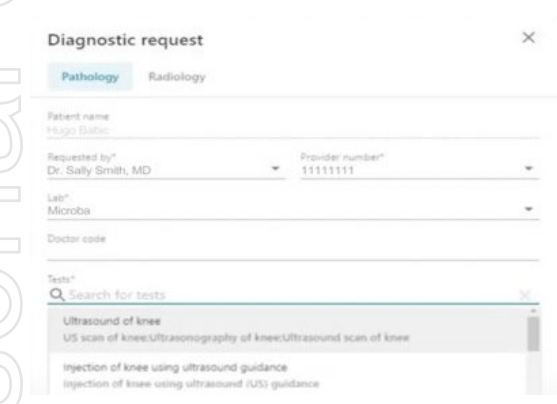 Diagnostic request
Pathology Radiology
Patient name
Hugo Babic
Requested by* Provider number*
Dr. Sally Smith, MD 11111111
Lab*
Microba
Doctor code
Tests*
Search for tests
Ultrasound of knee
US scan of knee;Ultrasonography of knee;Ultrasound scan of knee
Injection of knee using ultrasound guidance
Injection of knee using ultrasound (US) guidance